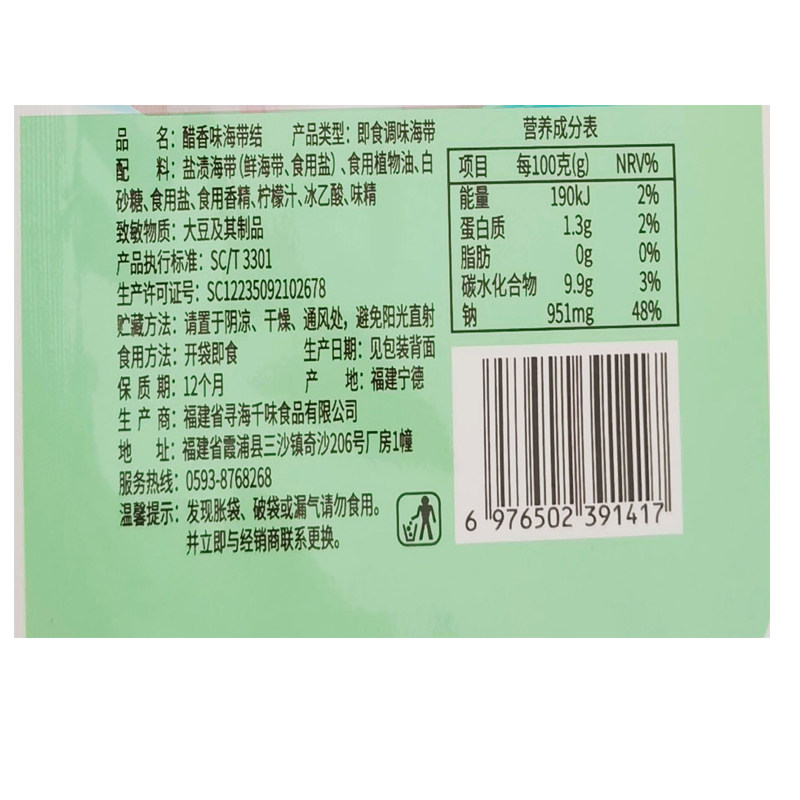 品 名：醋香味海带结 产品类型：即食调味海带
配 料：盐渍海带（鲜海带、食用盐）、食用植物油、白
砂糖、食用盐、食用香精、柠檬汁、冰乙酸、味精
致敏物质：大豆及其制品
产品执行标准：SC/T 3301
生产许可证号：SC12235092102678
贮藏方法：请置于阴凉、干燥、通风处，避免阳光直射
食用方法：开袋即食 生产日期：见包装背面
保 质 期：12个月 产 地：福建宁德
生 产 商：福建省寻海千味食品有限公司
地 址：福建省霞浦县三沙镇奇沙206号厂房1幢
服务热线：0593-8768268
温馨提示：发现胀袋、破袋或漏气请勿食用。
并立即与经销商联系更换。
营养成分表
项目 每100克(g) NRV%
能量 190kJ 2%
蛋白质 1.3g 2%
脂肪 0g 0%
碳水化合物 9.9g 3%
钠 951mg 48%
6 976502 391417